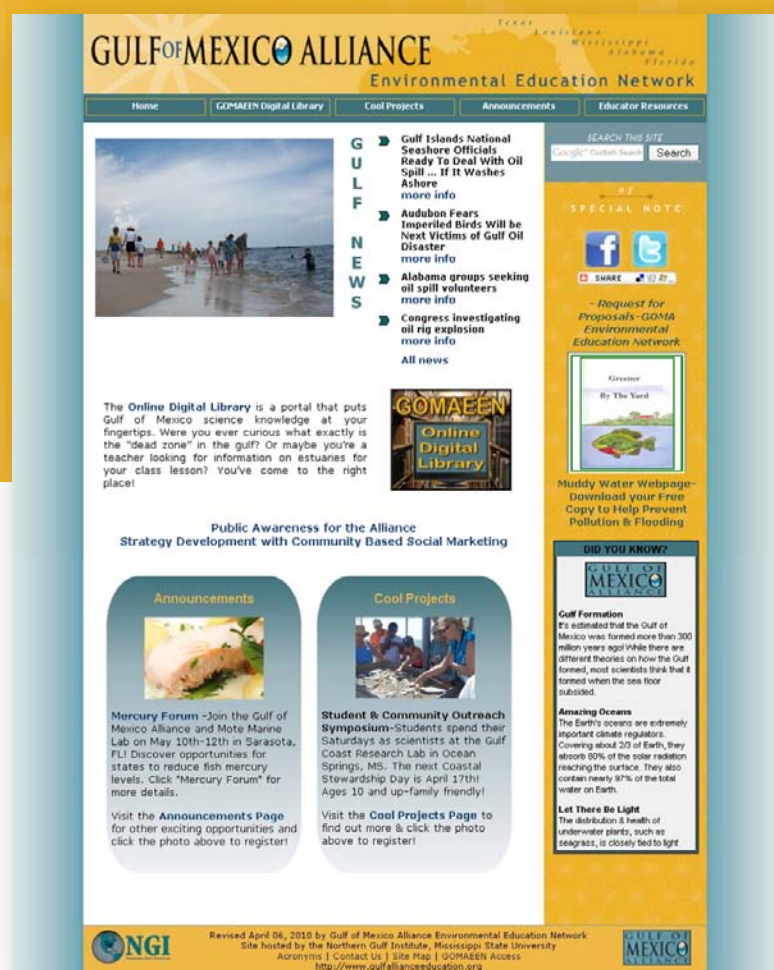 Texas
Louisiana
Mississippi
Alabama
Florida
GULF OF MEXICO ALLIANCE
Environmental Education Network
Home
GOMAEEN Digital Library
Cool Projects
Announcements
Educator Resources
GULF NEWS
Gulf Islands National
Seashore Officials
Ready To Deal With Oil
Spill ... If It Washes
Ashore
more info
Audubon Fears
Imperiled Birds Will be
Next Victims of Gulf Oil
Disaster
more info
Alabama groups seeking
oil spill volunteers
more info
Congress investigating
oil rig explosion
more info
All news
The Online Digital Library is a portal that puts
Gulf of Mexico science knowledge at your
fingertips. Were you ever curious what exactly is
the "dead zone" in the gulf? Or maybe you're a
teacher looking for information on estuaries for
your class lesson? You've come to the right
place!
GOMAEEN
Online
Digital
Library
Public Awareness for the Alliance
Strategy Development with Community Based Social Marketing
Announcements
Mercury Forum -Join the Gulf of
Mexico Alliance and Mote Marine
Lab on May 10th-12th in Sarasota,
FL! Discover opportunities for
states to reduce fish mercury
levels. Click "Mercury Forum" for
more details.
Visit the Announcements Page
for other exciting opportunities and
click the photo above to register!
Cool Projects
Student & Community Outreach
Symposium-Students spend their
Saturdays as scientists at the Gulf
Coast Research Lab in Ocean
Springs, MS. The next Coastal
Stewardship Day is April 17th!
Ages 10 and up-family friendly!
Visit the Cool Projects Page to
find out more & click the photo
above to register!
SEARCH THIS SITE
Google Custom Search
Search
SPECIAL NOTE
f
t
SHARE
- Request for
Proposals-GOMA
Environmental
Education Network
Greener
By The Yard
Muddy Water Webpage-
Download your Free
Copy to Help Prevent
Pollution & Flooding
DID YOU KNOW?
GULF OF
MEXICO
ALLIANCE
Gulf Formation
It's estimated that the Gulf of
Mexico was formed more than 300
million years ago! While there are
different theories on how the Gulf
formed, most scientists think that it
formed when the sea floor
subsided.
Amazing Oceans
The Earth's oceans are extremely
important climate regulators.
Covering about 2/3 of Earth, they
absorb 80% of the solar radiation
reaching the surface. They also
contain nearly 97% of the total
water on Earth.
Let There Be Light
The distribution & health of
underwater plants, such as
seagrass, is closely tied to light
NGI
Revised April 06, 2010 by Gulf of Mexico Alliance Environmental Education Network
Site hosted by the Northern Gulf Institute, Mississippi State University
Acronyms | Contact Us | Site Map | GOMAEEN Access
http://www.gulfallianceeducation.org
GULF OF
MEXICO
ALLIANCE